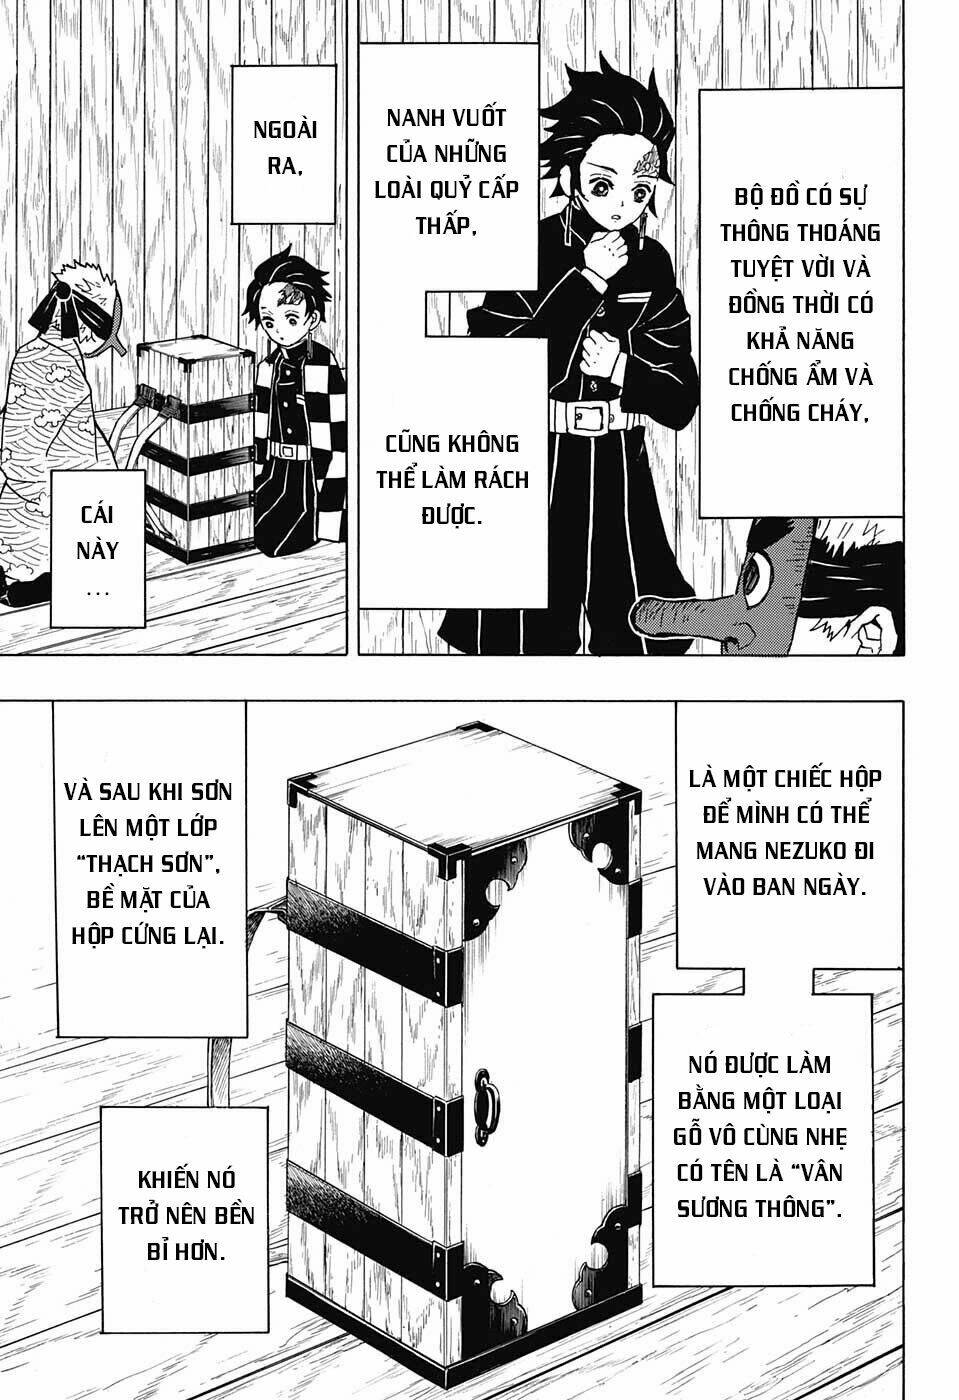 BỘ ĐỒ CÓ SỰ
THÔNG THOÁNG
TUYỆT VỜI VÀ
ĐỒNG THỜI CÓ
KHẢ NĂNG
CHỐNG ẨM VÀ
CHỐNG CHÁY,
NANH VUỐT
CỦA NHỮNG
LOÀI QUỶ CẤP
THẤP,
CŨNG KHÔNG
THỂ LÀM RÁCH
ĐƯỢC.
NGOÀI
RA,
CÁI
NÀY
...
LÀ MỘT CHIẾC HỘP
ĐỂ MÌNH CÓ THỂ
MANG NEZUKO ĐI
VÀO BAN NGÀY.
NÓ ĐƯỢC LÀM
BẰNG MỘT LOẠI
GỖ VÔ CÙNG NHẸ
CÓ TÊN LÀ “VÂN
SƯƠNG THÔNG”.
VÀ SAU KHI SƠN
LÊN MỘT LỚP
“THẠCH SƠN”,
BỀ MẶT CỦA
HỘP CỨNG LẠI.
KHIẾN NÓ
TRỞ NÊN BỀN
BỈ HƠN.